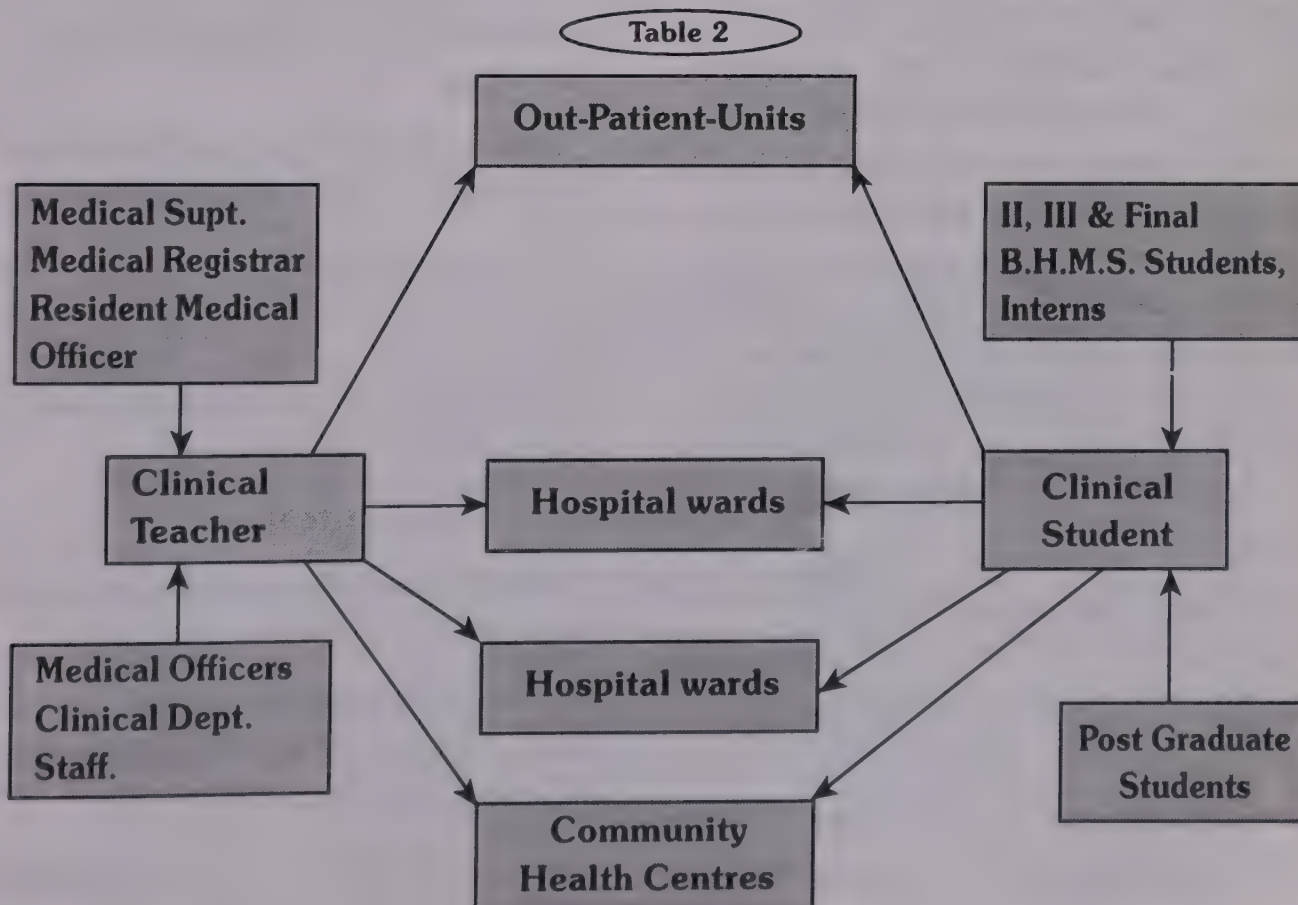 Table 2
Out-Patient-Units
Medical Supt.
Medical Registrar
Resident Medical
Officer
II, III & Final
B.H.M.S. Students,
Interns
Clinical
Teacher
Hospital wards
Clinical
Student
Medical Officers
Clinical Dept.
Staff.
Hospital wards
Post Graduate
Students
Community
Health Centres